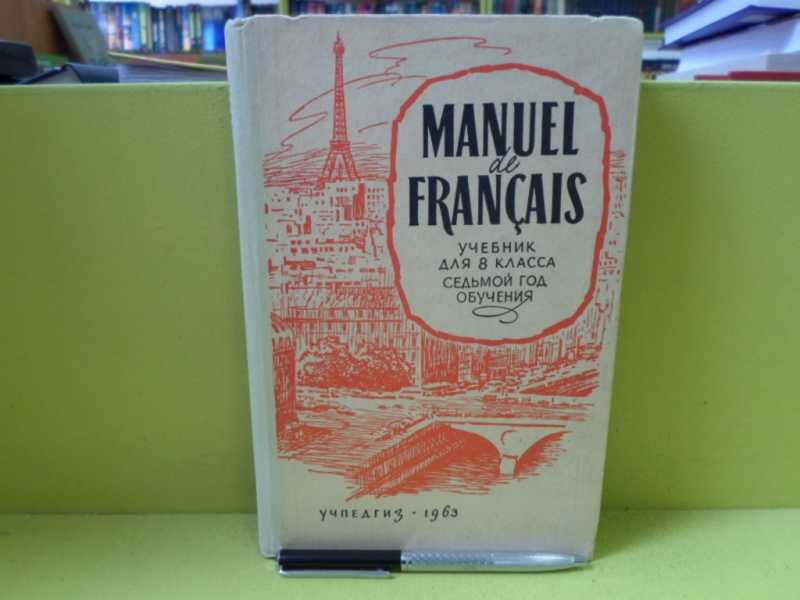 MANUEL
de
FRANÇAIS
УЧЕБНИК
ДЛЯ 8 КЛАССА
СЕДЬМОЙ ГОД
ОБУЧЕНИЯ
УЧПЕДГИЗ · 1963